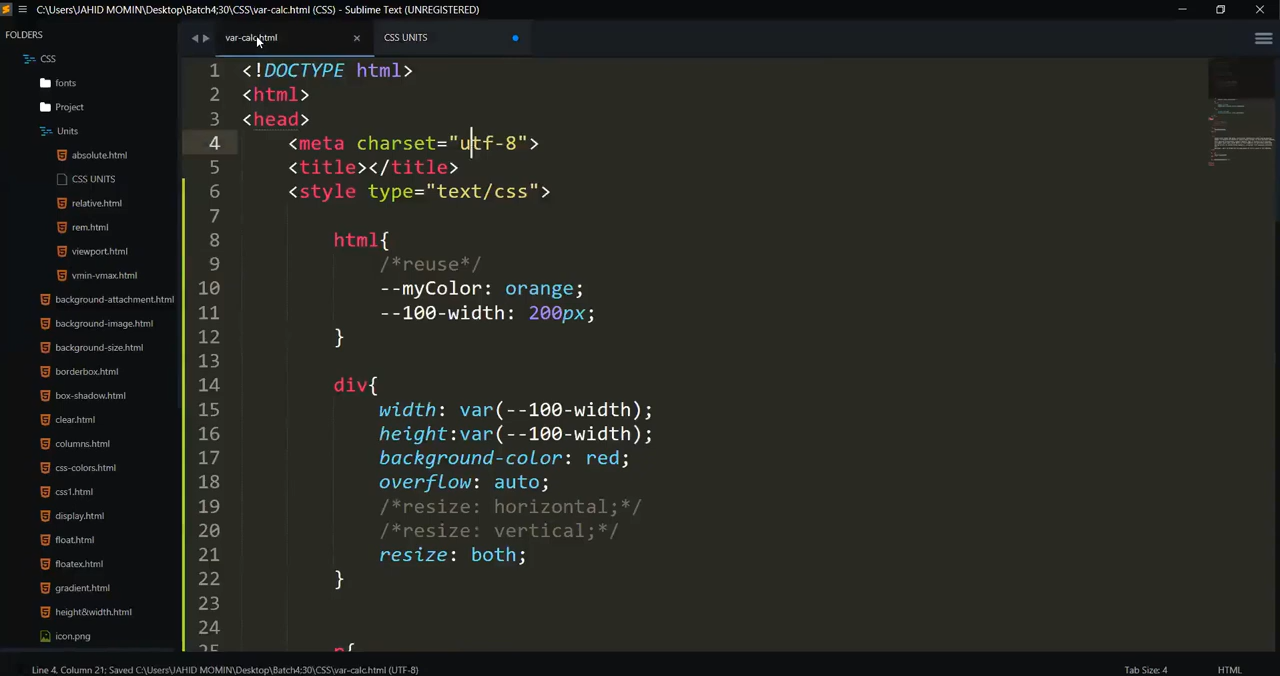 C:\Users\JAHID MOMIN\Desktop\Batch4;30\CSS\var-calc.html (CSS) - Sublime Text (UNREGISTERED)
FOLDERS
CSS
fonts
Project
Units
absolute.html
CSS UNITS
relative.html
rem.html
viewport.html
vmin-vmax.html
background-attachment.html
background-image.html
background-size.html
borderbox.html
box-shadow.html
clear.html
columns.html
css-colors.html
css1.html
display.html
float.html
floatex.html
gradient.html
height&width.html
icon.png
var-calc.html
CSS UNITS
1 <!DOCTYPE html>
2 <html>
3 <head>
4 <meta charset="utf-8">
5 <title></title>
6 <style type="text/css">
7
8 html{
9 /*reuse*/
10 --myColor: orange;
11 --100-width: 200px;
12 }
13
14 div{
15 width: var(--100-width);
16 height:var(--100-width);
17 background-color: red;
18 overflow: auto;
19 /*resize: horizontal;*/
20 /*resize: vertical;*/
21 resize: both;
22 }
23
24
Line 4, Column 21; Saved C:\Users\JAHID MOMIN\Desktop\Batch4;30\CSS\var-calc.html (UTF-8)
Tab Size: 4
HTML